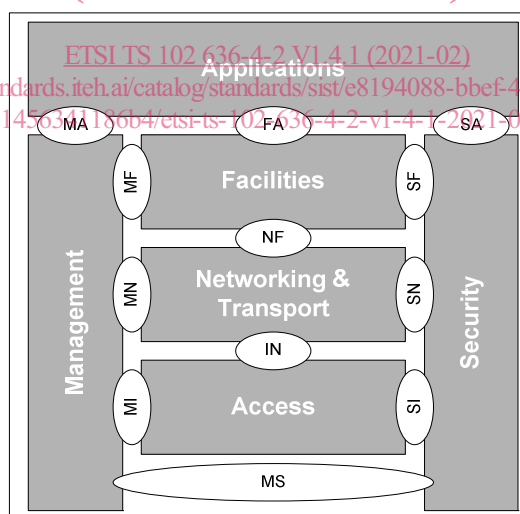 ETSI TS 102 636-4-2 V1.4.1 (2021-02)
Applications
ndards.iteh.ai/catalog/standards/sist/e8194088-bbef-4
1456341186b4/etsi-ts-102-636-4-2-v1-4-1-2021-0
MA
FA
SA
MF
Facilities
SF
NF
Management
MN
Networking &
Transport
SN
Security
IN
MI
Access
SI
MS